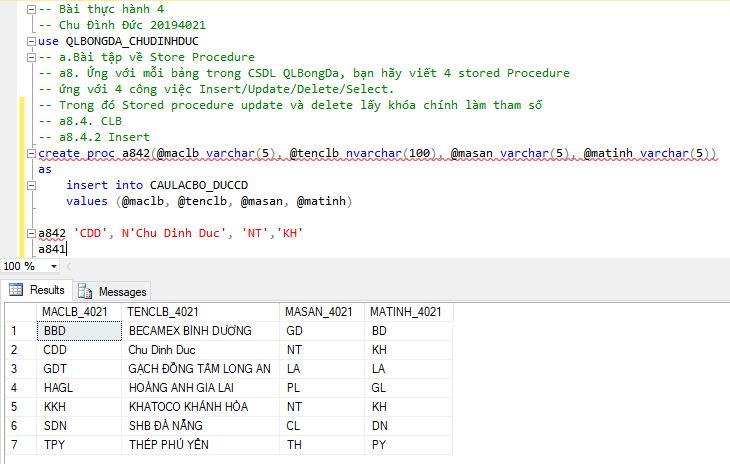 -- Bài thực hành 4
-- Chu Đình Đức 20194021
use QLBONGDA_CHUDINHDUC
-- a.Bài tập về Store Procedure
-- a8. Ứng với mỗi bảng trong CSDL QLBongDa, bạn hãy viết 4 stored Procedure
-- ứng với 4 công việc Insert/Update/Delete/Select.
-- Trong đó Stored procedure update và delete lấy khóa chính làm tham số
-- a8.4. CLB
-- a8.4.2 Insert
create proc a842(@maclb varchar(5), @tenclb nvarchar(100), @masan varchar(5), @matinh varchar(5))
as
insert into CAULACBO_DUCCD
values (@maclb, @tenclb, @masan, @matinh)
a842 'CDD', N'Chu Dinh Duc', 'NT','KH'
a841
100 %
Results Messages
MACLB_4021 TENCLB_4021 MASAN_4021 MATINH_4021
1 BBD BECAMEX BÌNH DƯƠNG GD BD
2 CDD Chu Dinh Duc NT KH
3 GDT GẠCH ĐỒNG TÂM LONG AN LA LA
4 HAGL HOÀNG ANH GIA LAI PL GL
5 KKH KHATOCO KHÁNH HÒA NT KH
6 SDN SHB ĐÀ NẴNG CL DN
7 TPY THÉP PHÚ YÊN TH PY